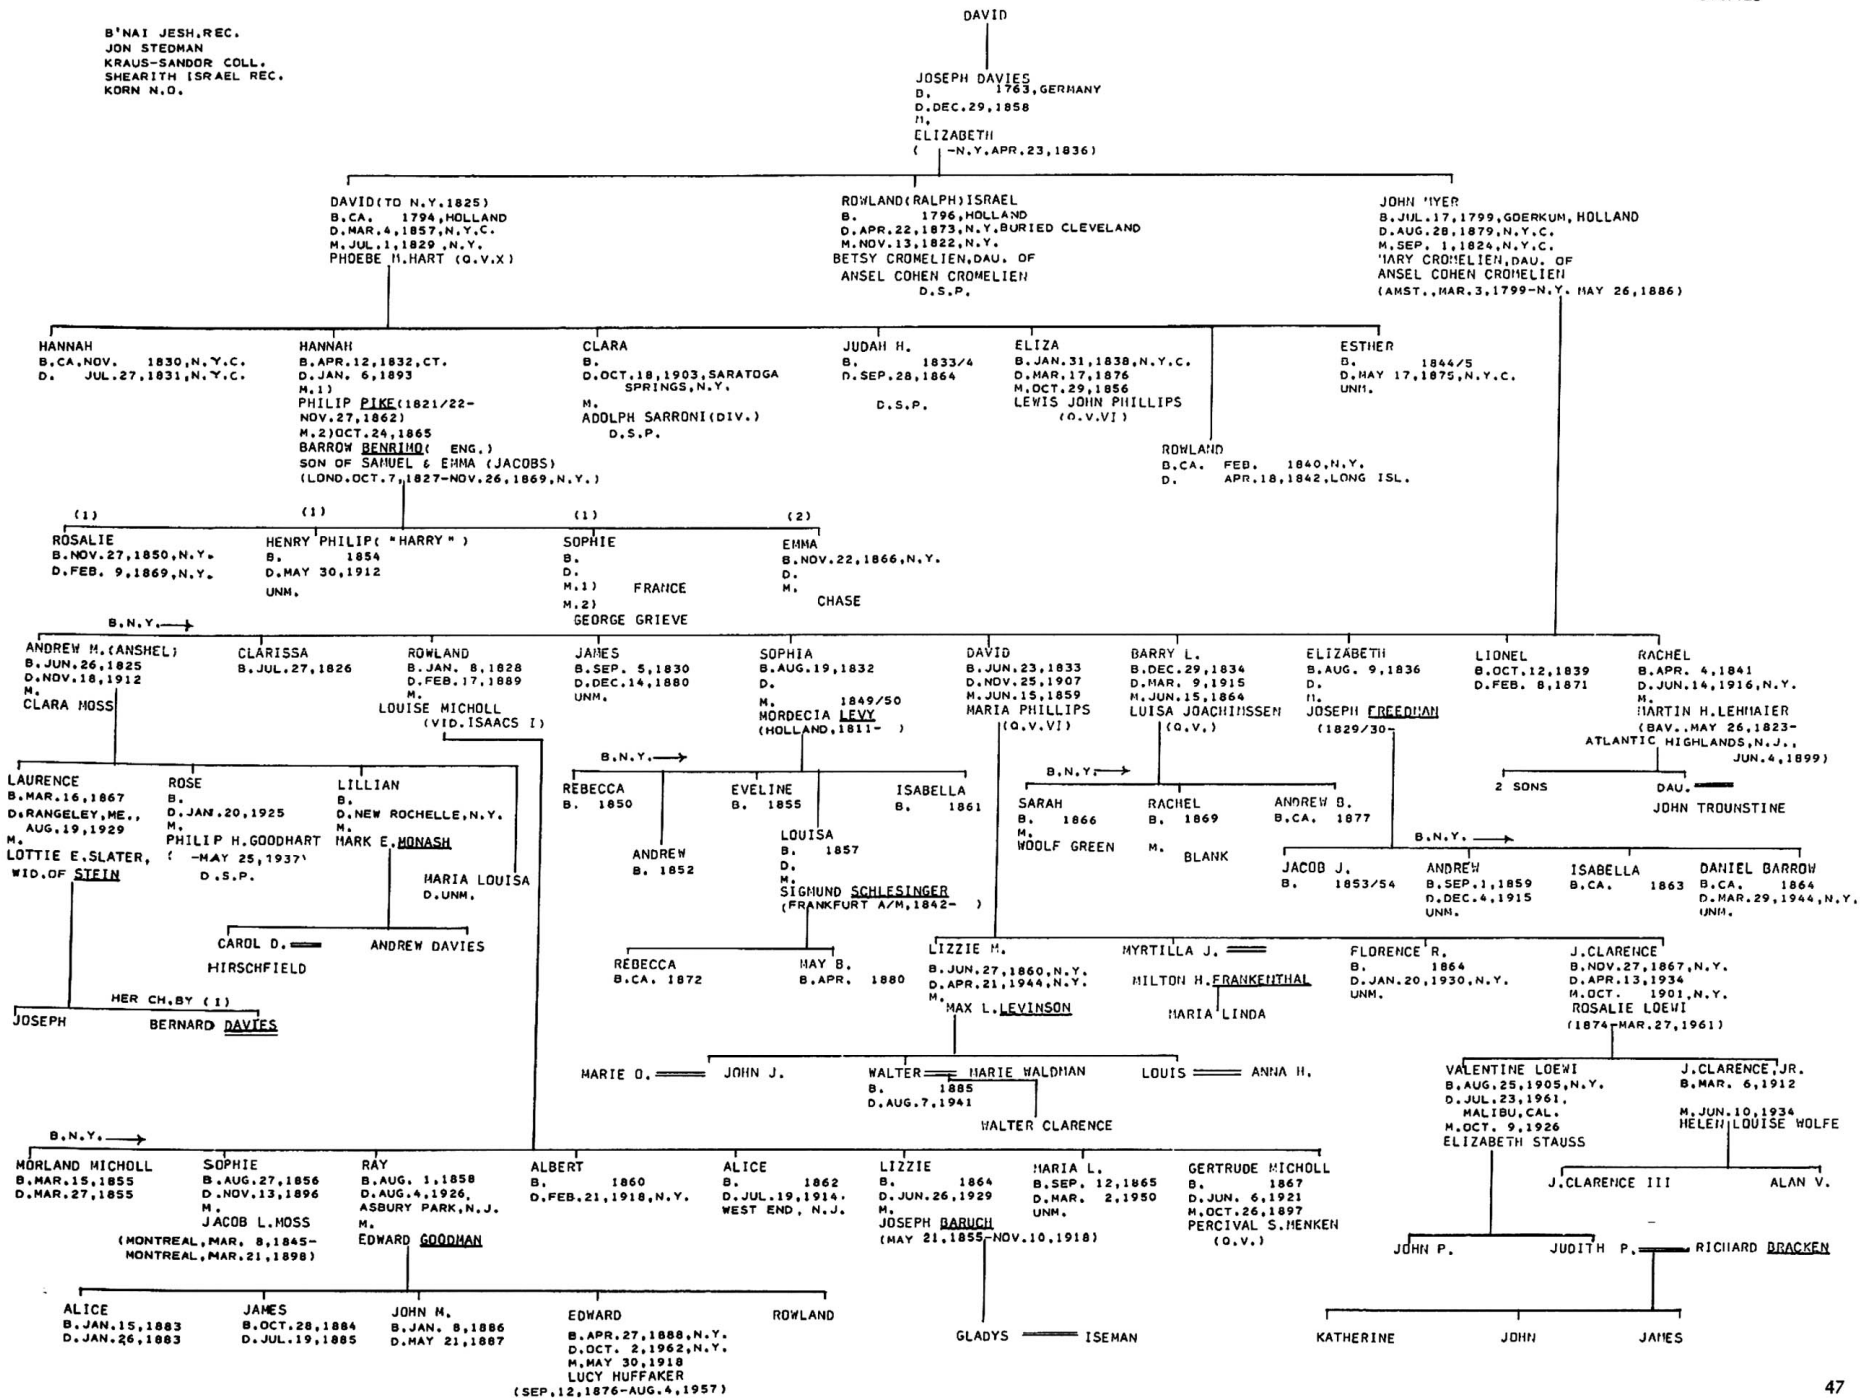 B'NAI JESH.REC.
JON STEDMAN
KRAUS-SANDOR COLL.
SHEARITH ISRAEL REC.
KORN N.O.
DAVID
JOSEPH DAVIES
B. 1763,GERMANY
D.DEC.29,1858
M.
ELIZABETH
( -N.Y.APR.23,1836)
DAVID(TO N.Y.1825)
B.CA. 1794,HOLLAND
D.MAR.4,1857,N.Y.C.
M.JUL.1,1829 ,N.Y.
PHOEBE M.HART (Q.V.X)
ROWLAND(RALPH)ISRAEL
B. 1796,HOLLAND
D.APR.22,1873,N.Y.BURIED CLEVELAND
M.NOV.13,1822,N.Y.
BETSY CROMELIEN,DAU. OF
ANSEL COHEN CROMELIEN
D.S.P.
JOHN MYER
B.JUL.17,1799,GOERKUM,HOLLAND
D.AUG.28,1879,N.Y.C.
M.SEP. 1,1824,N.Y.C.
MARY CROMELIEN,DAU. OF
ANSEL COHEN CROMELIEN
(AMST.,MAR.3,1799-N.Y. MAY 26,1886)
HANNAH
B.CA.NOV. 1830,N.Y.C.
D. JUL.27,1831,N.Y.C.
HANNAH
B.APR.12,1832,CT.
D.JAN. 6,1893
M.1)
PHILIP PIKE(1821/22-
NOV.27,1862)
M.2)OCT.24,1865
BARROW BENRIMO( ENG.)
SON OF SAMUEL & EMMA (JACOBS)
(LOND.OCT.7,1827-NOV.26,1869,N.Y.)
CLARA
B.
D.OCT.18,1903,SARATOGA
SPRINGS,N.Y.
M.
ADOLPH SARRONI(DIV.)
D.S.P.
JUDAH H.
B. 1833/4
D.SEP.28,1864
D.S.P.
ELIZA
B.JAN.31,1838,N.Y.C.
D.MAR.17,1876
M.OCT.29,1856
LEWIS JOHN PHILLIPS
(Q.V.VI)
ROWLAND
B.CA. FEB. 1840,N.Y.
D. APR.18,1842,LONG ISL.
ESTHER
B. 1844/5
D.MAY 17,1875,N.Y.C.
UNM.
(1)
(1)
(1)
(2)
ROSALIE
B.NOV.27,1850,N.Y.
D.FEB. 9,1869,N.Y.
HENRY PHILIP( "HARRY" )
B. 1854
D.MAY 30,1912
UNM.
SOPHIE
B.
D.
M.1) FRANCE
M.2)
GEORGE GRIEVE
EMMA
B.NOV.22,1866,N.Y.
D.
M.
CHASE
B.N.Y.
ANDREW M.(ANSHEL)
B.JUN.26,1825
D.NOV.18,1912
M.
CLARA MOSS
CLARISSA
B.JUL.27,1826
ROWLAND
B.JAN. 8,1828
D.FEB.17,1889
M.
LOUISE MICHOLL
(VID.ISAACS I)
JAMES
B.SEP. 5,1830
D.DEC.14,1880
UNM.
SOPHIA
B.AUG.19,1832
D.
M. 1849/50
MORDECIA LEVY
(HOLLAND,1811- )
DAVID
B.JUN.23,1833
D.NOV.25,1907
M.JUN.15,1859
MARIA PHILLIPS
(Q.V.VI)
BARRY L.
B.DEC.29,1834
D.MAR. 9,1915
M.JUN.15,1864
LUISA JOACHIMSSEN
(Q.V.)
ELIZABETH
B.AUG. 9,1836
D.
M.
JOSEPH FREEDMAN
(1829/30-
LIONEL
B.OCT.12,1839
D.FEB. 8,1871
RACHEL
B.APR. 4,1841
D.JUN.14,1916,N.Y.
M.
MARTIN H.LEHMAIER
(BAV.,MAY 26,1823-
ATLANTIC HIGHLANDS,N.J.,
JUN.4,1899)
LAURENCE
B.MAR.16,1867
D.RANGELEY,ME.,
AUG.19,1929
M.
LOTTIE E.SLATER,
WID.OF STEIN
ROSE
B.
D.JAN.20,1925
M.
PHILIP H.GOODHART
( -MAY 25,1937)
D.S.P.
LILLIAN
B.
D.NEW ROCHELLE,N.Y.
M.
MARK E.MONASH
MARIA LOUISA
D.UNM.
B.N.Y.
REBECCA
B. 1850
ANDREW
B. 1852
EVELINE
B. 1855
LOUISA
B. 1857
D.
M.
SIGMUND SCHLESINGER
(FRANKFURT A/M,1842- )
ISABELLA
B. 1861
B.N.Y.
SARAH
B. 1866
M.
WOOLF GREEN
RACHEL
B. 1869
M. BLANK
ANDREW B.
B.CA. 1877
2 SONS
DAU.
JOHN TROUNSTINE
B.N.Y.
JACOB J.
B. 1853/54
ANDREW
B.SEP.1,1859
D.DEC.4,1915
UNM.
ISABELLA
B.CA. 1863
DANIEL BARROW
B.CA. 1864
D.MAR.29,1944,N.Y.
UNM.
CAROL D.
HIRSCHFIELD
ANDREW DAVIES
HER CH.BY (1)
JOSEPH
BERNARD DAVIES
REBECCA
B.CA. 1872
MAY B.
B.APR. 1880
LIZZIE M.
B.JUN.27,1860,N.Y.
D.APR.21,1944,N.Y.
M.
MAX L.LEVINSON
MYRTILLA J.
MILTON H.FRANKENTHAL
MARIA LINDA
FLORENCE R.
B. 1864
D.JAN.20,1930,N.Y.
UNM.
J.CLARENCE
B.NOV.27,1867,N.Y.
D.APR.13,1934
M.OCT. 1901,N.Y.
ROSALIE LOEWI
(1874-MAR.27,1961)
MARIE O.
JOHN J.
WALTER
B. 1885
D.AUG.7,1941
MARIE WALDMAN
LOUIS
ANNA H.
WALTER CLARENCE
VALENTINE LOEWI
B.AUG.25,1905,N.Y.
D.JUL.23,1961,
MALIBU,CAL.
M.OCT. 9,1926
ELIZABETH STAUSS
J.CLARENCE,JR.
B.MAR. 6,1912
M.JUN.10,1934
HELEN LOUISE WOLFE
B.N.Y.
MORLAND MICHOLL
B.MAR.15,1855
D.MAR.27,1855
SOPHIE
B.AUG.27,1856
D.NOV.13,1896
M.
JACOB L.MOSS
(MONTREAL,MAR. 8,1845-
MONTREAL,MAR.21,1898)
RAY
B.AUG. 1,1858
D.AUG.4,1926,
ASBURY PARK,N.J.
M.
EDWARD GOODMAN
ALBERT
B. 1860
D.FEB.21,1918,N.Y.
ALICE
B. 1862
D.JUL.19,1914.
WEST END, N.J.
LIZZIE
B. 1864
D.JUN.26,1929
M.
JOSEPH BARUCH
(MAY 21,1855-NOV.10,1918)
MARIA L.
B.SEP. 12,1865
D.MAR. 2,1950
UNM.
GERTRUDE MICHOLL
B. 1867
D.JUN. 6,1921
M.OCT.26,1897
PERCIVAL S.MENKEN
(Q.V.)
J.CLARENCE III
ALAN V.
JOHN P.
JUDITH P.
RICHARD BRACKEN
ALICE
B.JAN.15,1883
D.JAN.26,1883
JAMES
B.OCT.28,1884
D.JUL.19,1885
JOHN M.
B.JAN. 8,1886
D.MAY 21,1887
EDWARD
B.APR.27,1888,N.Y.
D.OCT. 2,1962,N.Y.
M.MAY 30,1918
LUCY HUFFAKER
(SEP.12,1876-AUG.4,1957)
ROWLAND
GLADYS
ISEMAN
KATHERINE
JOHN
JAMES
47